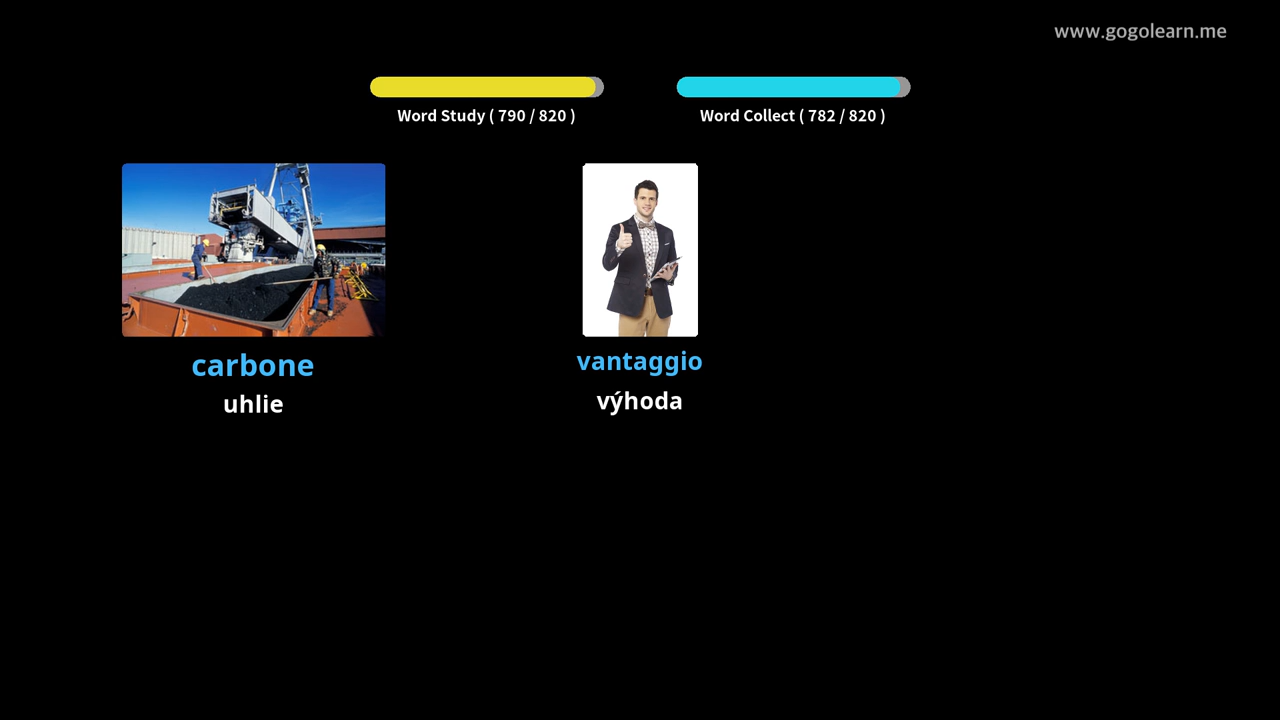 www.gogolearn.me
Word Study ( 790 / 820 )
Word Collect ( 782 / 820 )
carbone
uhlie
vantaggio
výhoda